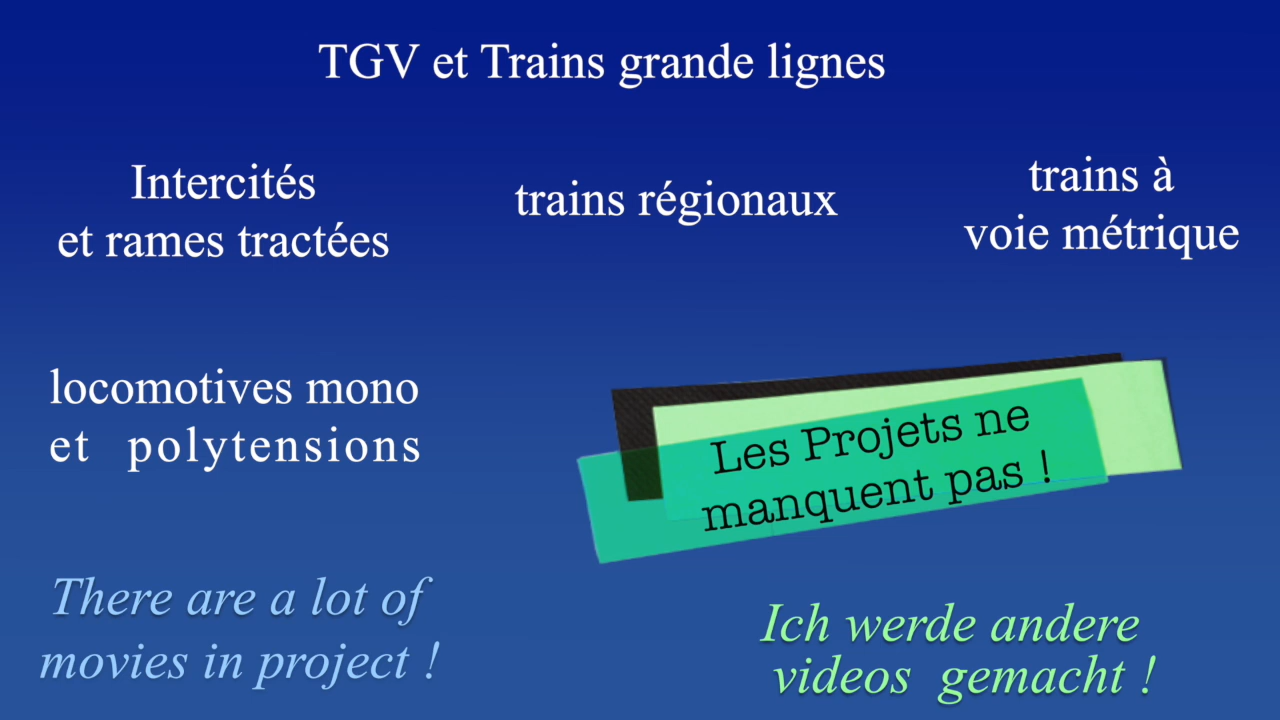 TGV et Trains grande lignes
Intercités
et rames tractées
trains régionaux
trains à
voie métrique
locomotives mono
et polytensions
Les Projets ne
manquent pas !
There are a lot of
movies in project !
Ich werde andere
videos gemacht !